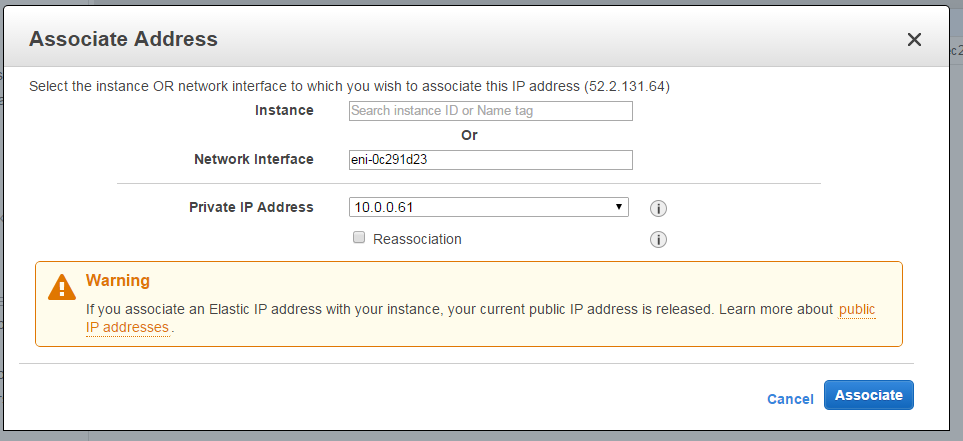 Associate Address
Select the instance OR network interface to which you wish to associate this IP address (52.2.131.64)
Instance Search instance ID or Name tag
Or
Network Interface eni-0c291d23
Private IP Address 10.0.0.61
Reassociation
Warning
If you associate an Elastic IP address with your instance, your current public IP address is released. Learn more about public
IP addresses.
Cancel Associate